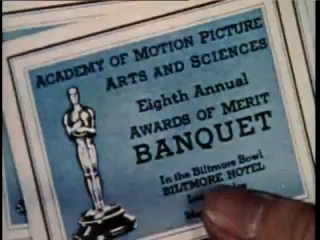 ACADEMY OF MOTION PICTURE
ARTS AND SCIENCES
Eighth Annual
AWARDS OF MERIT
BANQUET
In the Biltmore Bowl
BILTMORE HOTEL